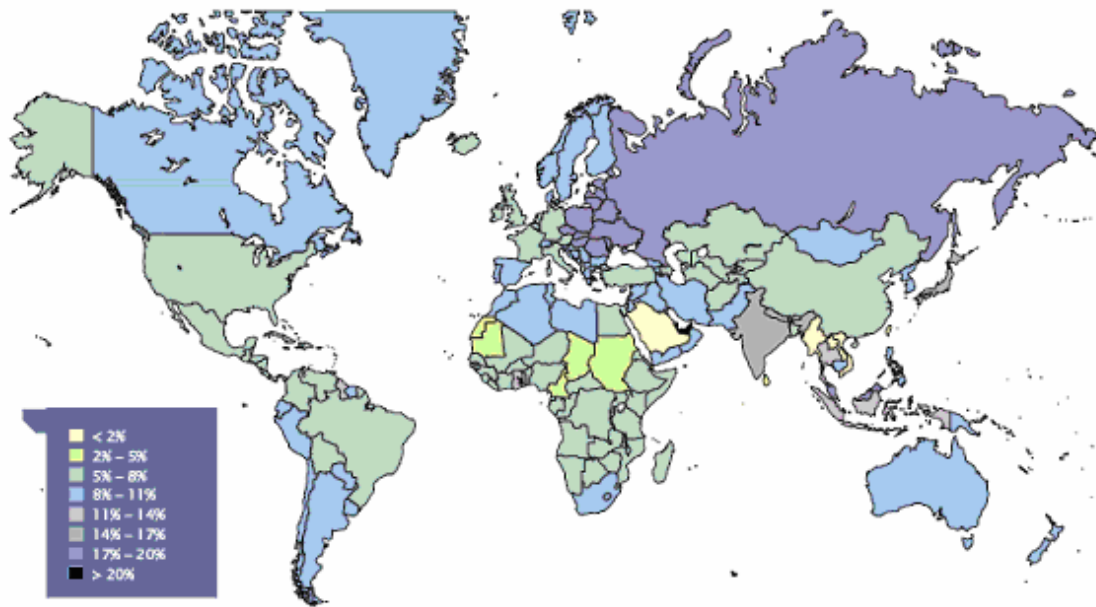 < 2%
2% – 5%
5% – 8%
8% – 11%
11% – 14%
14% – 17%
17% – 20%
> 20%